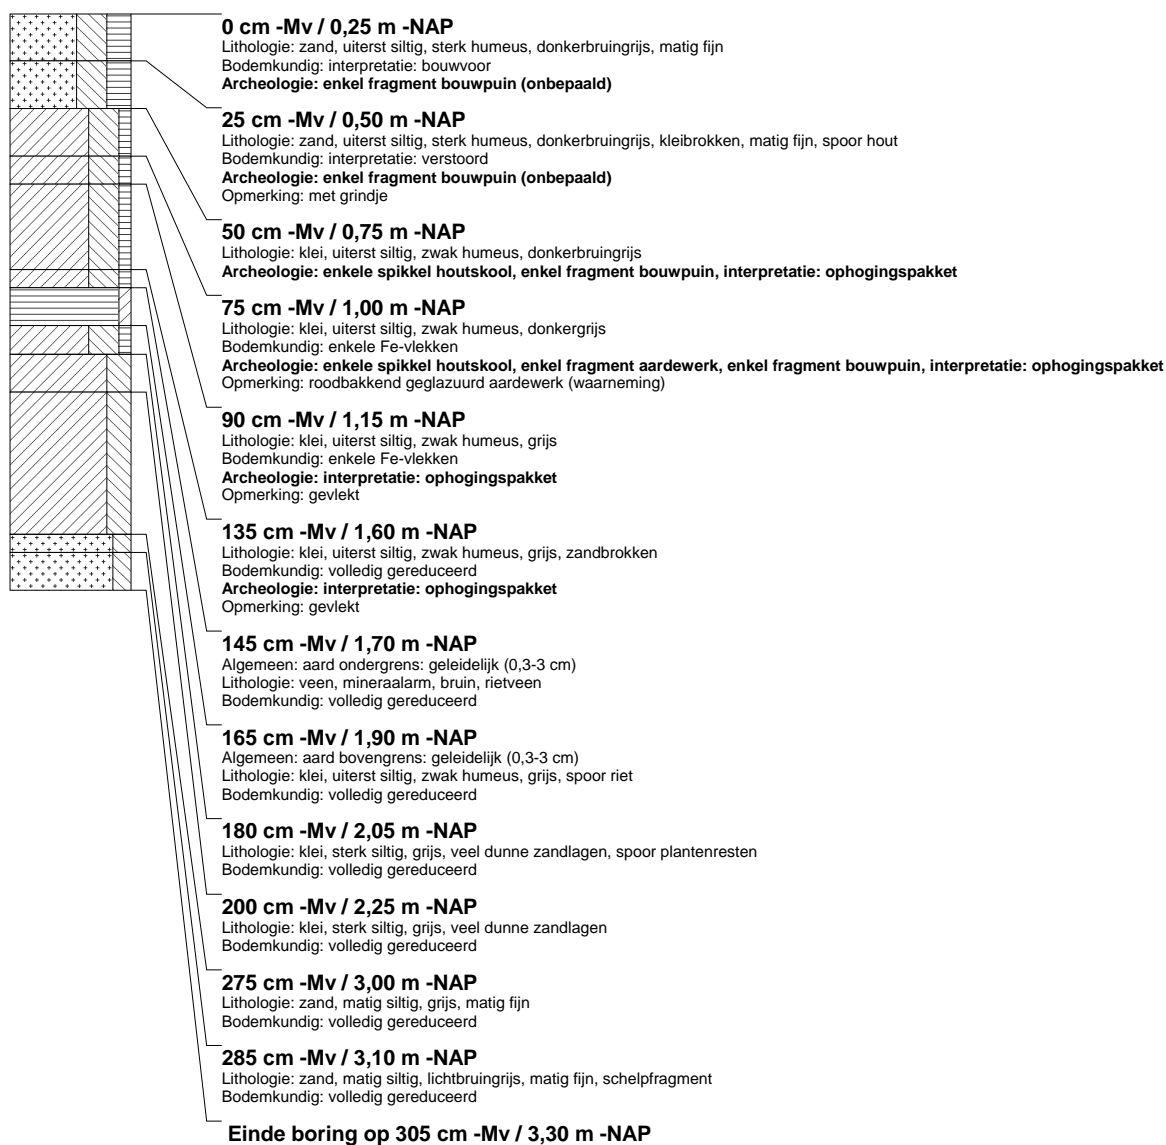 0 cm -Mv / 0,25 m -NAP
Lithologie: zand, uiterst siltig, sterk humeus, donkerbruingrijs, matig fijn
Bodemkundig: interpretatie: bouwvoor
Archeologie: enkel fragment bouwpuin (onbepaald)
25 cm -Mv / 0,50 m -NAP
Lithologie: zand, uiterst siltig, sterk humeus, donkerbruingrijs, kleibrokken, matig fijn, spoor hout
Bodemkundig: interpretatie: verstoord
Archeologie: enkel fragment bouwpuin (onbepaald)
Opmerking: met grindje
50 cm -Mv / 0,75 m -NAP
Lithologie: klei, uiterst siltig, zwak humeus, donkerbruingrijs
Archeologie: enkele spikkel houtskool, enkel fragment bouwpuin, interpretatie: ophogingspakket
75 cm -Mv / 1,00 m -NAP
Lithologie: klei, uiterst siltig, zwak humeus, donkergrijs
Bodemkundig: enkele Fe-vlekken
Archeologie: enkele spikkel houtskool, enkel fragment aardewerk, enkel fragment bouwpuin, interpretatie: ophogingspakket
Opmerking: roodbakkend geglazuurd aardewerk (waarneming)
90 cm -Mv / 1,15 m -NAP
Lithologie: klei, uiterst siltig, zwak humeus, grijs
Bodemkundig: enkele Fe-vlekken
Archeologie: interpretatie: ophogingspakket
Opmerking: gevlekt
135 cm -Mv / 1,60 m -NAP
Lithologie: klei, uiterst siltig, zwak humeus, grijs, zandbrokken
Bodemkundig: volledig gereduceerd
Archeologie: interpretatie: ophogingspakket
Opmerking: gevlekt
145 cm -Mv / 1,70 m -NAP
Algemeen: aard ondergrens: geleidelijk (0,3-3 cm)
Lithologie: veen, mineraalarm, bruin, rietveen
Bodemkundig: volledig gereduceerd
165 cm -Mv / 1,90 m -NAP
Algemeen: aard bovengrens: geleidelijk (0,3-3 cm)
Lithologie: klei, uiterst siltig, zwak humeus, grijs, spoor riet
Bodemkundig: volledig gereduceerd
180 cm -Mv / 2,05 m -NAP
Lithologie: klei, sterk siltig, grijs, veel dunne zandlagen, spoor plantenresten
Bodemkundig: volledig gereduceerd
200 cm -Mv / 2,25 m -NAP
Lithologie: klei, sterk siltig, grijs, veel dunne zandlagen
Bodemkundig: volledig gereduceerd
275 cm -Mv / 3,00 m -NAP
Lithologie: zand, matig siltig, grijs, matig fijn
Bodemkundig: volledig gereduceerd
285 cm -Mv / 3,10 m -NAP
Lithologie: zand, matig siltig, lichtbruingrijs, matig fijn, schelpfragment
Bodemkundig: volledig gereduceerd
Einde boring op 305 cm -Mv / 3,30 m -NAP